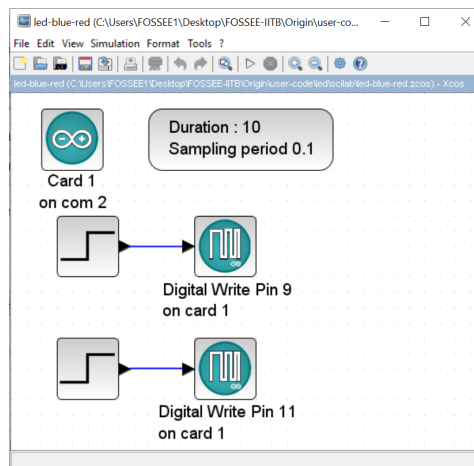 led-blue-red (C:\Users\FOSSEE1\Desktop\FOSSEE-IITB\Origin\user-co...
File Edit View Simulation Format Tools ?
led-blue-red (C:\Users\FOSSEE1\Desktop\FOSSEE-IITB\Origin\user-code\led\scilab\led-blue-red.zcos) - Xcos
Duration : 10
Sampling period 0.1
Card 1
on com 2
Digital Write Pin 9
on card 1
Digital Write Pin 11
on card 1